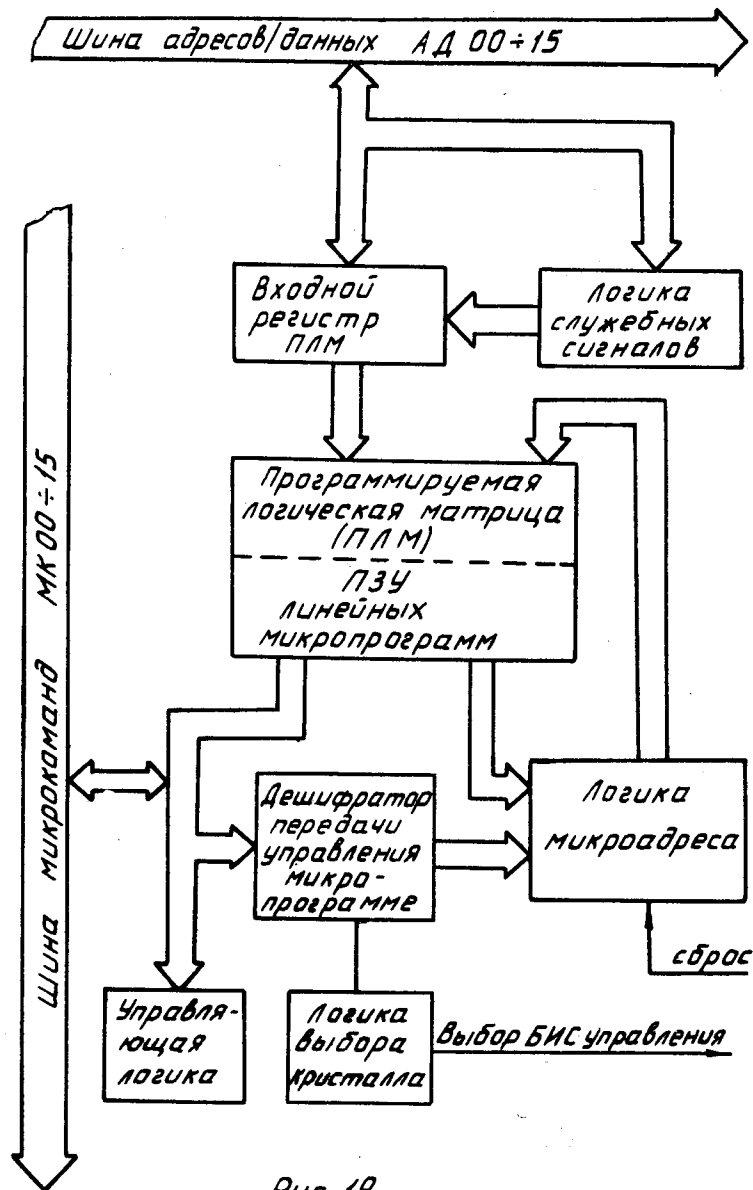 Шина адресов/данных АД 00÷15
Шина микрокоманд МК 00÷15
Входной
регистр
ПЛМ
Логика
служебных
сигналов
Программируемая
логическая матрица
(ПЛМ)
ПЗУ
линейных
микропрограмм
Дешифратор
передачи
управления
микро-
программе
Логика
микроадреса
сброс
Управля-
ющая
логика
Логика
выбора
кристалла
Выбор БИС управления